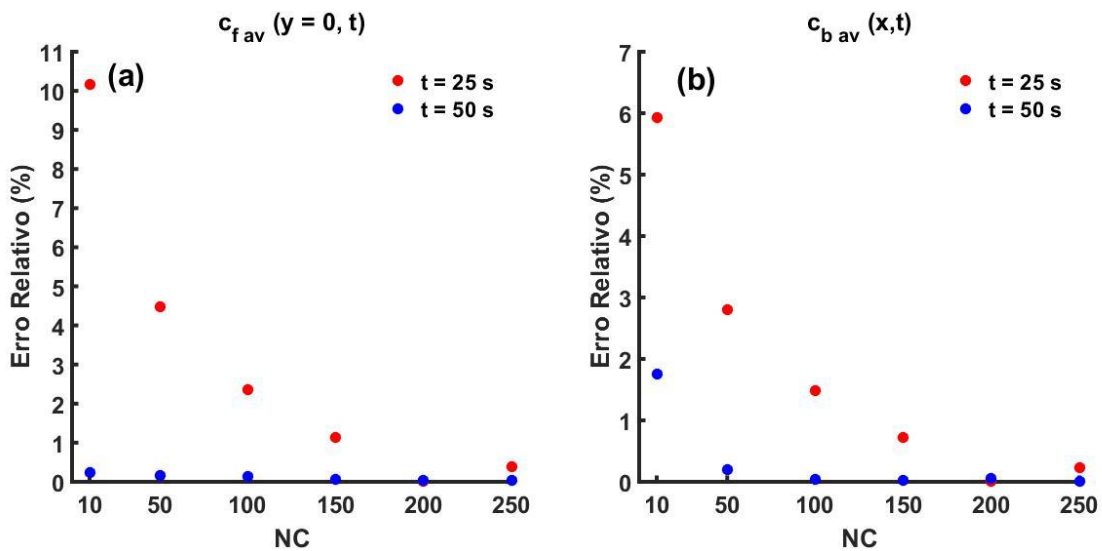 c_f av (y = 0, t)
(a)
t = 25 s
t = 50 s
Erro Relativo (%)
11
10
9
8
7
6
5
4
3
2
1
0
10 50 100 150 200 250
NC
c_b av (x,t)
(b)
t = 25 s
t = 50 s
Erro Relativo (%)
7
6
5
4
3
2
1
0
10 50 100 150 200 250
NC